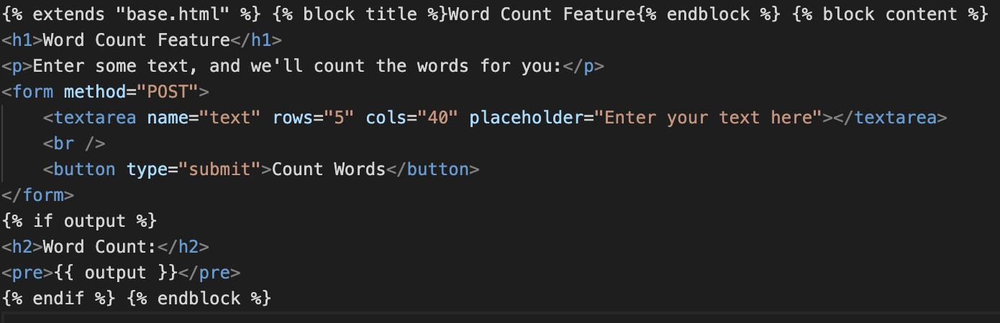 {% extends "base.html" %} {% block title %}Word Count Feature{% endblock %} {% block content %}
<h1>Word Count Feature</h1>
<p>Enter some text, and we'll count the words for you:</p>
<form method="POST">
    <textarea name="text" rows="5" cols="40" placeholder="Enter your text here"></textarea>
    <br />
    <button type="submit">Count Words</button>
</form>
{% if output %}
<h2>Word Count:</h2>
<pre>{{ output }}</pre>
{% endif %} {% endblock %}